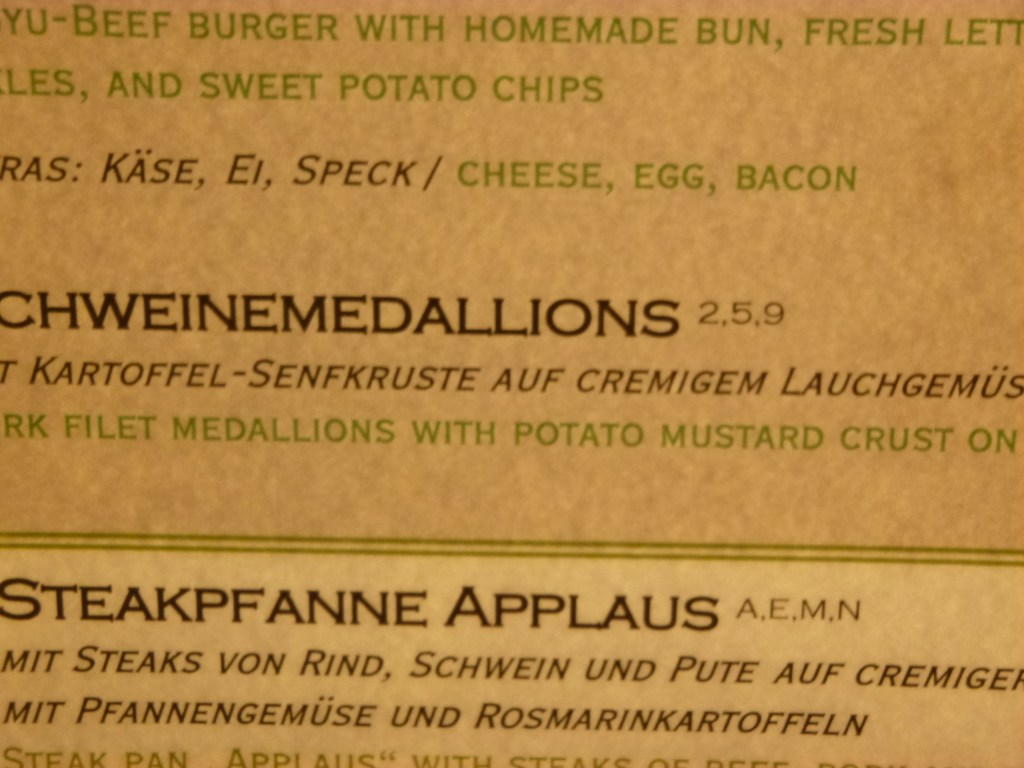 YU-BEEF BURGER WITH HOMEMADE BUN, FRESH LETT
KLES, AND SWEET POTATO CHIPS
RAS: KÄSE, EI, SPECK / CHEESE, EGG, BACON
CHWEINEMEDALLIONS 2,5,9
T KARTOFFEL-SENFKRUSTE AUF CREMIGEM LAUCHGEMÜS
RK FILET MEDALLIONS WITH POTATO MUSTARD CRUST ON
STEAKPFANNE APPLAUS A,E,M,N
MIT STEAKS VON RIND, SCHWEIN UND PUTE AUF CREMIGER
MIT PFANNENGEMÜSE UND ROSMARINKARTOFFELN
STEAK PAN „APPLAUS“ WITH STEAKS OF BEEF, PORK